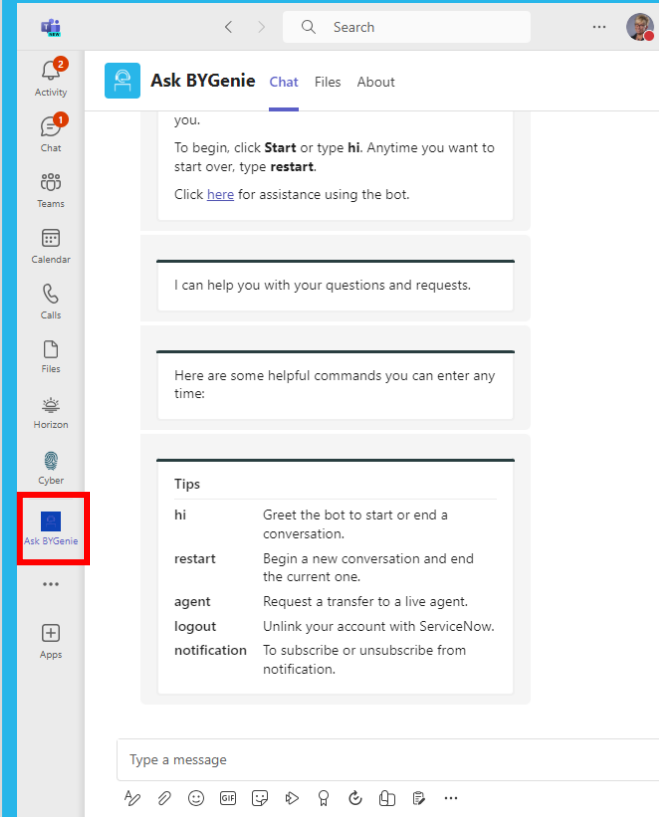 NEW
Search
2
Activity
1
Chat
Teams
Calendar
Calls
Files
Horizon
Cyber
Ask BYGenie
Apps
Ask BYGenie Chat Files About
you.
To begin, click Start or type hi. Anytime you want to
start over, type restart.
Click here for assistance using the bot.
I can help you with your questions and requests.
Here are some helpful commands you can enter any
time:
Tips
hi Greet the bot to start or end a
conversation.
restart Begin a new conversation and end
the current one.
agent Request a transfer to a live agent.
logout Unlink your account with ServiceNow.
notification To subscribe or unsubscribe from
notification.
Type a message
GIF